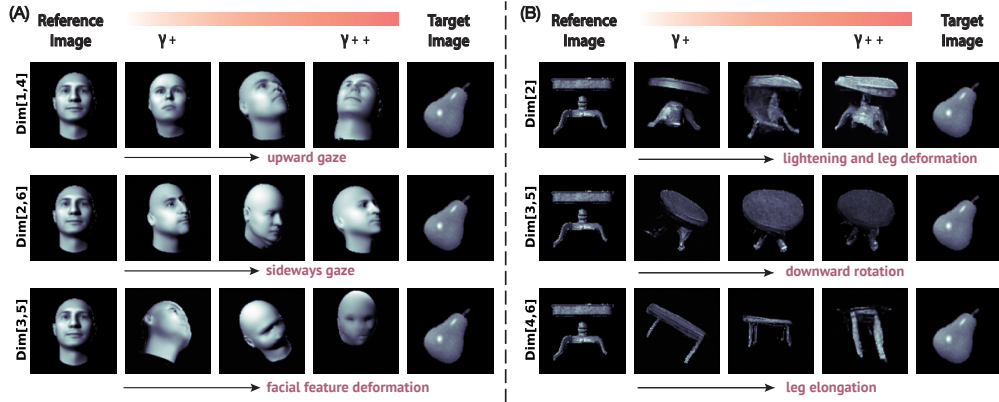 (A)
Reference Image
γ +
γ + +
Target Image
Dim[1,4]
upward gaze
Dim[2,6]
sideways gaze
Dim[3,5]
facial feature deformation
(B)
Reference Image
γ +
γ + +
Target Image
Dim[2]
lightening and leg deformation
Dim[3,5]
downward rotation
Dim[4,6]
leg elongation